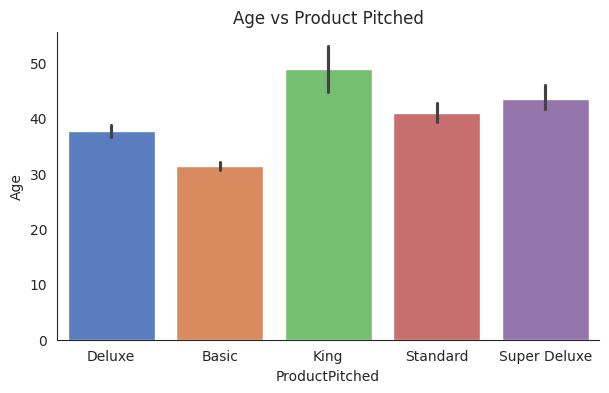 Age vs Product Pitched
Age
50
40
30
20
10
0
Deluxe Basic King Standard Super Deluxe
ProductPitched